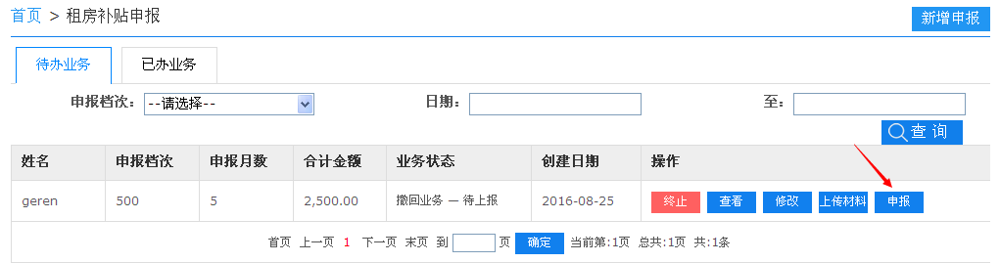 首页 > 租房补贴申报 新增申报
待办业务 已办业务
申报档次： --请选择-- 日期： 至：
查 询
姓名 申报档次 申报月数 合计金额 业务状态 创建日期 操作
geren 500 5 2,500.00 撤回业务 — 待上报 2016-08-25 终止 查看 修改 上传材料 申报
首页 上一页 1 下一页 末页 到 页 确定 当前第:1页 总共:1页 共:1条